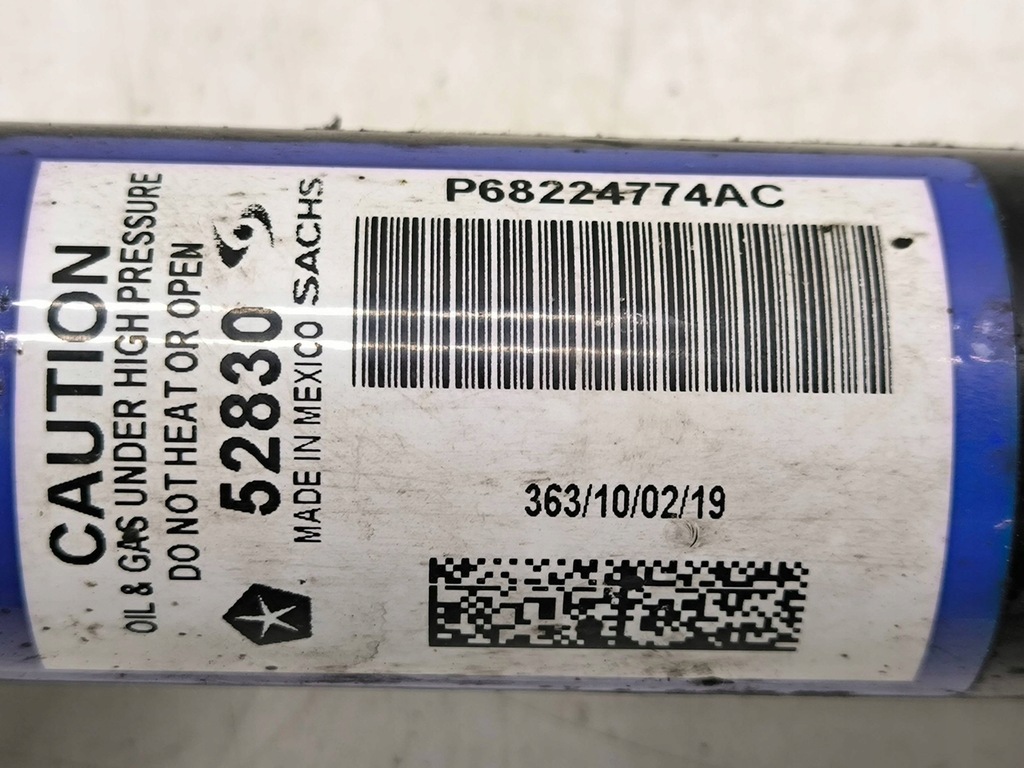 CAUTION
OIL & GAS UNDER HIGH PRESSURE
DO NOT HEAT OR OPEN
52830
MADE IN MEXICO SACHS
P68224774AC
363/10/02/19